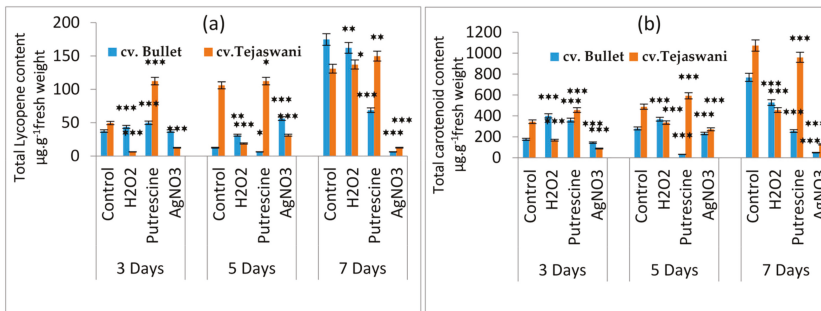 (a)
cv. Bullet cv.Tejaswani
Total Lycopene content
µg.g⁻¹fresh weight
200
150
100
50
0
*** *** *** *** ***
** *** * * *** ***
** * *** ** *** ***
Control H2O2 Putrescine AgNO3 Control H2O2 Putrescine AgNO3 Control H2O2 Putrescine AgNO3
3 Days 5 Days 7 Days
(b)
cv. Bullet cv.Tejaswani
Total carotenoid content
µg.g⁻¹fresh weight
1200
1000
800
600
400
200
0
Control H2O2 Putrescine AgNO3 Control H2O2 Putrescine AgNO3 Control H2O2 Putrescine AgNO3
3 Days 5 Days 7 Days